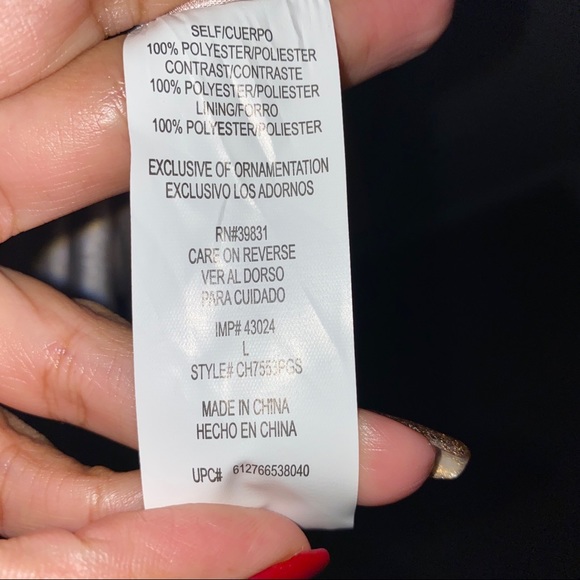 SELF/CUERPO
100% POLYESTER/POLIESTER
CONTRAST/CONTRASTE
100% POLYESTER/POLIESTER
LINING/FORRO
100% POLYESTER/POLIESTER
EXCLUSIVE OF ORNAMENTATION
EXCLUSIVO LOS ADORNOS
RN#39831
CARE ON REVERSE
VER AL DORSO
PARA CUIDADO
IMP# 43024
L
STYLE# CH7553PGS
MADE IN CHINA
HECHO EN CHINA
UPC# 612766538040